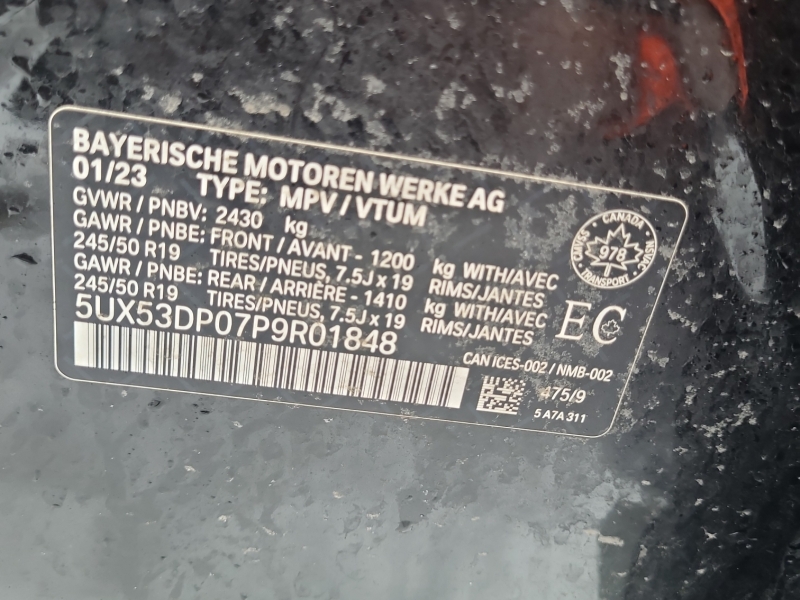 BAYERISCHE MOTOREN WERKE AG
01/23 TYPE: MPV / VTUM
GVWR / PNBV: 2430 kg
GAWR / PNBE: FRONT / AVANT - 1200 kg WITH/AVEC
245/50 R19 TIRES/PNEUS, 7.5J x 19 RIMS/JANTES
GAWR / PNBE: REAR / ARRIÈRE - 1410 kg WITH/AVEC
245/50 R19 TIRES/PNEUS, 7.5J x 19 RIMS/JANTES
5UX53DP07P9R01848
CANADA
CMVSS NSVAC
978
TRANSPORT
EC
CAN ICES-002 / NMB-002
475/9
5 A7A 311